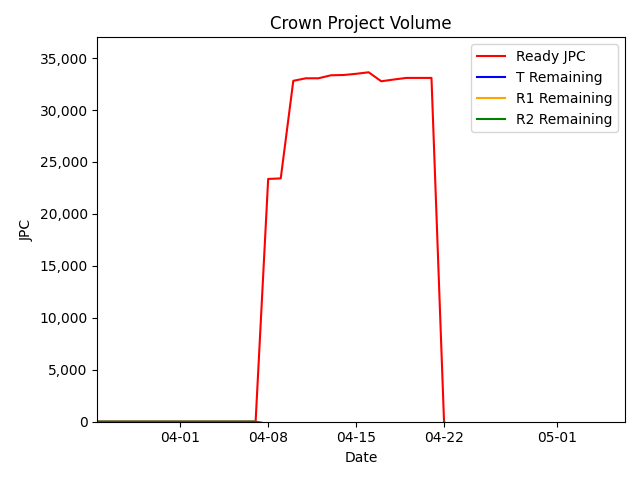 Crown Project Volume
Ready JPC
T Remaining
R1 Remaining
R2 Remaining
35,000
30,000
25,000
20,000
15,000
10,000
5,000
0
JPC
04-01 04-08 04-15 04-22 05-01
Date